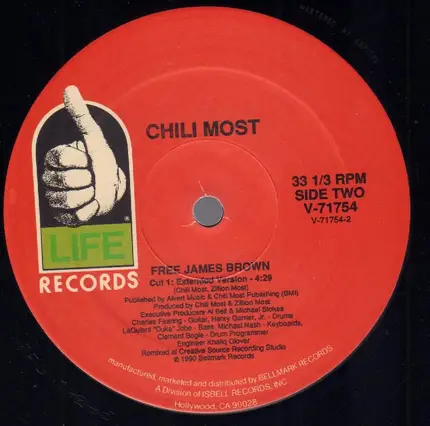 CHILI MOST
LIFE
®
RECORDS
33 1/3 RPM
SIDE TWO
V-71754
V-71754-2
FREE JAMES BROWN
Cut 1: Extended Version - 4:29
(Chili Most, Zillion Most)
Published by Alvert Music & Chili Most Publishing (BMI)
Produced by Chili Most & Zillion Most
Executive Producers Al Bell & Michael Stokes
Charles Fearing - Guitar, Harvy Garnier, Jr. - Drums
"Duke" Jobe - Bass, Michael Nash - Keyboards,
Clement Bogle - Drum Programmer
Engineer Khaliq Glover
Remixed at Creative Source Recording Studio
℗ 1990 Bellmark Records
manufactured, marketed and distributed by BELLMARK RECORDS
A Division of ISBELL RECORDS, INC
Hollywood, CA 90028